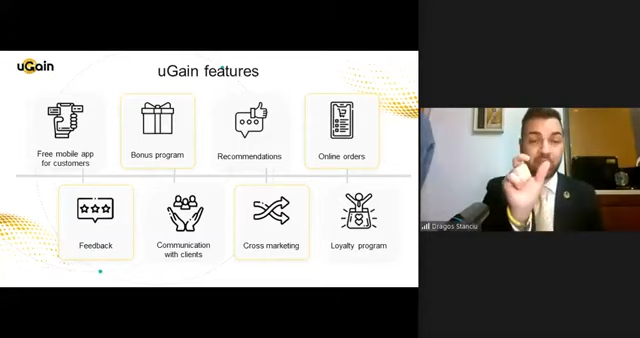 uGain
uGain features
Free mobile app
for customers
Bonus program
Recommendations
Online orders
Feedback
Communication
with clients
Cross marketing
Loyalty program
Dragos Stanciu